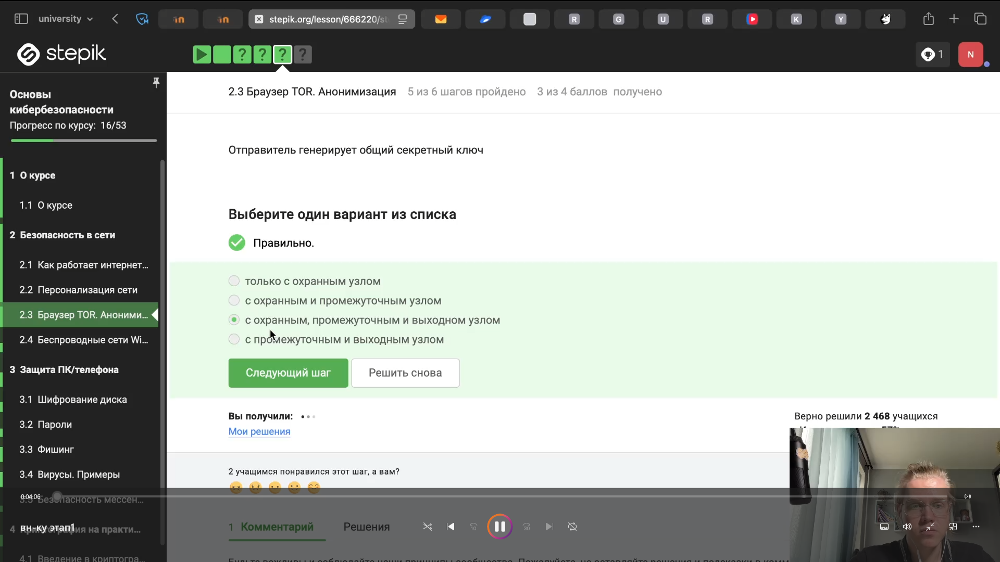 university
stepik.org/lesson/666220/st
R
G
U
R
K
Y
stepik
? ? ? ?
1
N
Основы
кибербезопасности
Прогресс по курсу: 16/53
1 О курсе
1.1 О курсе
2 Безопасность в сети
2.1 Как работает интернет...
2.2 Персонализация сети
2.3 Браузер TOR. Аноними...
2.4 Беспроводные сети Wi...
3 Защита ПК/телефона
3.1 Шифрование диска
3.2 Пароли
3.3 Фишинг
3.4 Вирусы. Примеры
3.5 Безопасность мессен...
0:04:06
4 Криптография на практи...
вн-ку этап1
4.1 Введение в криптогра...
2.3 Браузер TOR. Анонимизация 5 из 6 шагов пройдено 3 из 4 баллов получено
Отправитель генерирует общий секретный ключ
Выберите один вариант из списка
Правильно.
только с охранным узлом
с охранным и промежуточным узлом
с охранным, промежуточным и выходном узлом
с промежуточным и выходным узлом
Следующий шаг
Решить снова
Вы получили:
Мои решения
Верно решили 2 468 учащихся
2 учащимся понравился этот шаг, а вам?
1 Комментарий
Решения
10
30